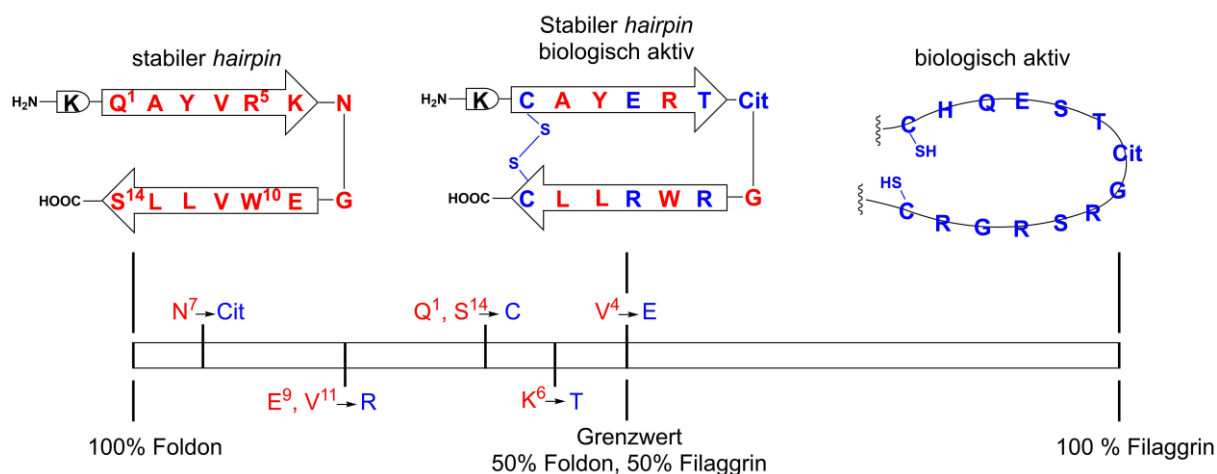 stabiler hairpin
H₂N K Q¹ A Y V R⁵ K N
HOOC S¹⁴ L L V W¹⁰ E G
Stabiler hairpin
biologisch aktiv
H₂N K C A Y E R T Cit
S
S
HOOC C L L R W R G
biologisch aktiv
C H Q E S T Cit
SH
HS
C R G R S R G
N⁷→Cit
Q¹, S¹⁴→C
V⁴→E
E⁹, V¹¹→R
K⁶→T
100% Foldon
Grenzwert
50% Foldon, 50% Filaggrin
100 % Filaggrin